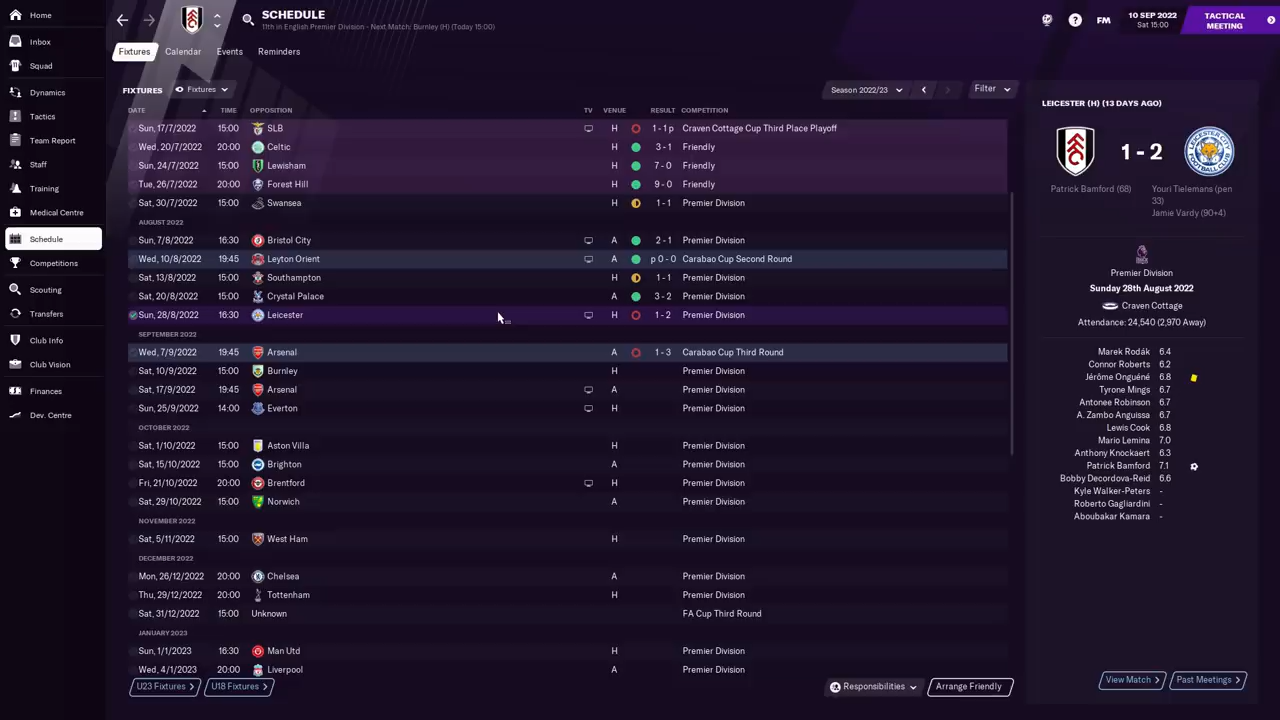 Home
Inbox
Squad
Dynamics
Tactics
Team Report
Staff
Training
Medical Centre
Schedule
Competitions
Scouting
Transfers
Club Info
Club Vision
Finances
Dev. Centre
SCHEDULE
11th in English Premier Division - Next Match: Burnley (H) (Today 15:00)
? FM 10 SEP 2022 Sat 15:00
TACTICAL MEETING
Fixtures Calendar Events Reminders
FIXTURES Fixtures Season 2022/23 Filter
DATE TIME OPPOSITION TV VENUE RESULT COMPETITION
Sun, 17/7/2022 15:00 SLB H 1 - 1 p Craven Cottage Cup Third Place Playoff
Wed, 20/7/2022 20:00 Celtic H 3 - 1 Friendly
Sun, 24/7/2022 15:00 Lewisham H 7 - 0 Friendly
Tue, 26/7/2022 20:00 Forest Hill H 9 - 0 Friendly
Sat, 30/7/2022 15:00 Swansea H 1 - 1 Premier Division
AUGUST 2022
Sun, 7/8/2022 16:30 Bristol City A 2 - 1 Premier Division
Wed, 10/8/2022 19:45 Leyton Orient A p 0 - 0 Carabao Cup Second Round
Sat, 13/8/2022 15:00 Southampton H 1 - 1 Premier Division
Sat, 20/8/2022 15:00 Crystal Palace A 3 - 2 Premier Division
Sun, 28/8/2022 16:30 Leicester H 1 - 2 Premier Division
SEPTEMBER 2022
Wed, 7/9/2022 19:45 Arsenal A 1 - 3 Carabao Cup Third Round
Sat, 10/9/2022 15:00 Burnley H Premier Division
Sat, 17/9/2022 19:45 Arsenal A Premier Division
Sun, 25/9/2022 14:00 Everton H Premier Division
OCTOBER 2022
Sat, 1/10/2022 15:00 Aston Villa H Premier Division
Sat, 15/10/2022 15:00 Brighton A Premier Division
Fri, 21/10/2022 20:00 Brentford H Premier Division
Sat, 29/10/2022 15:00 Norwich A Premier Division
NOVEMBER 2022
Sat, 5/11/2022 15:00 West Ham H Premier Division
DECEMBER 2022
Mon, 26/12/2022 20:00 Chelsea A Premier Division
Thu, 29/12/2022 20:00 Tottenham H Premier Division
Sat, 31/12/2022 15:00 Unknown FA Cup Third Round
JANUARY 2023
Sun, 1/1/2023 16:30 Man Utd H Premier Division
Wed, 4/1/2023 20:00 Liverpool A Premier Division
U23 Fixtures U18 Fixtures Responsibilities Arrange Friendly
LEICESTER (H) (13 DAYS AGO)
1 - 2
Patrick Bamford (68)
Youri Tielemans (pen 33)
Jamie Vardy (90+4)
Premier Division
Sunday 28th August 2022
Craven Cottage
Attendance: 24,540 (2,970 Away)
Marek Rodák 6.4
Connor Roberts 6.2
Jérôme Onguéné 6.8
Tyrone Mings 6.7
Antonee Robinson 6.7
A. Zambo Anguissa 6.7
Lewis Cook 6.8
Mario Lemina 7.0
Anthony Knockaert 6.3
Patrick Bamford 7.1
Bobby Decordova-Reid 6.6
Kyle Walker-Peters -
Roberto Gagliardini -
Aboubakar Kamara -
View Match Past Meetings